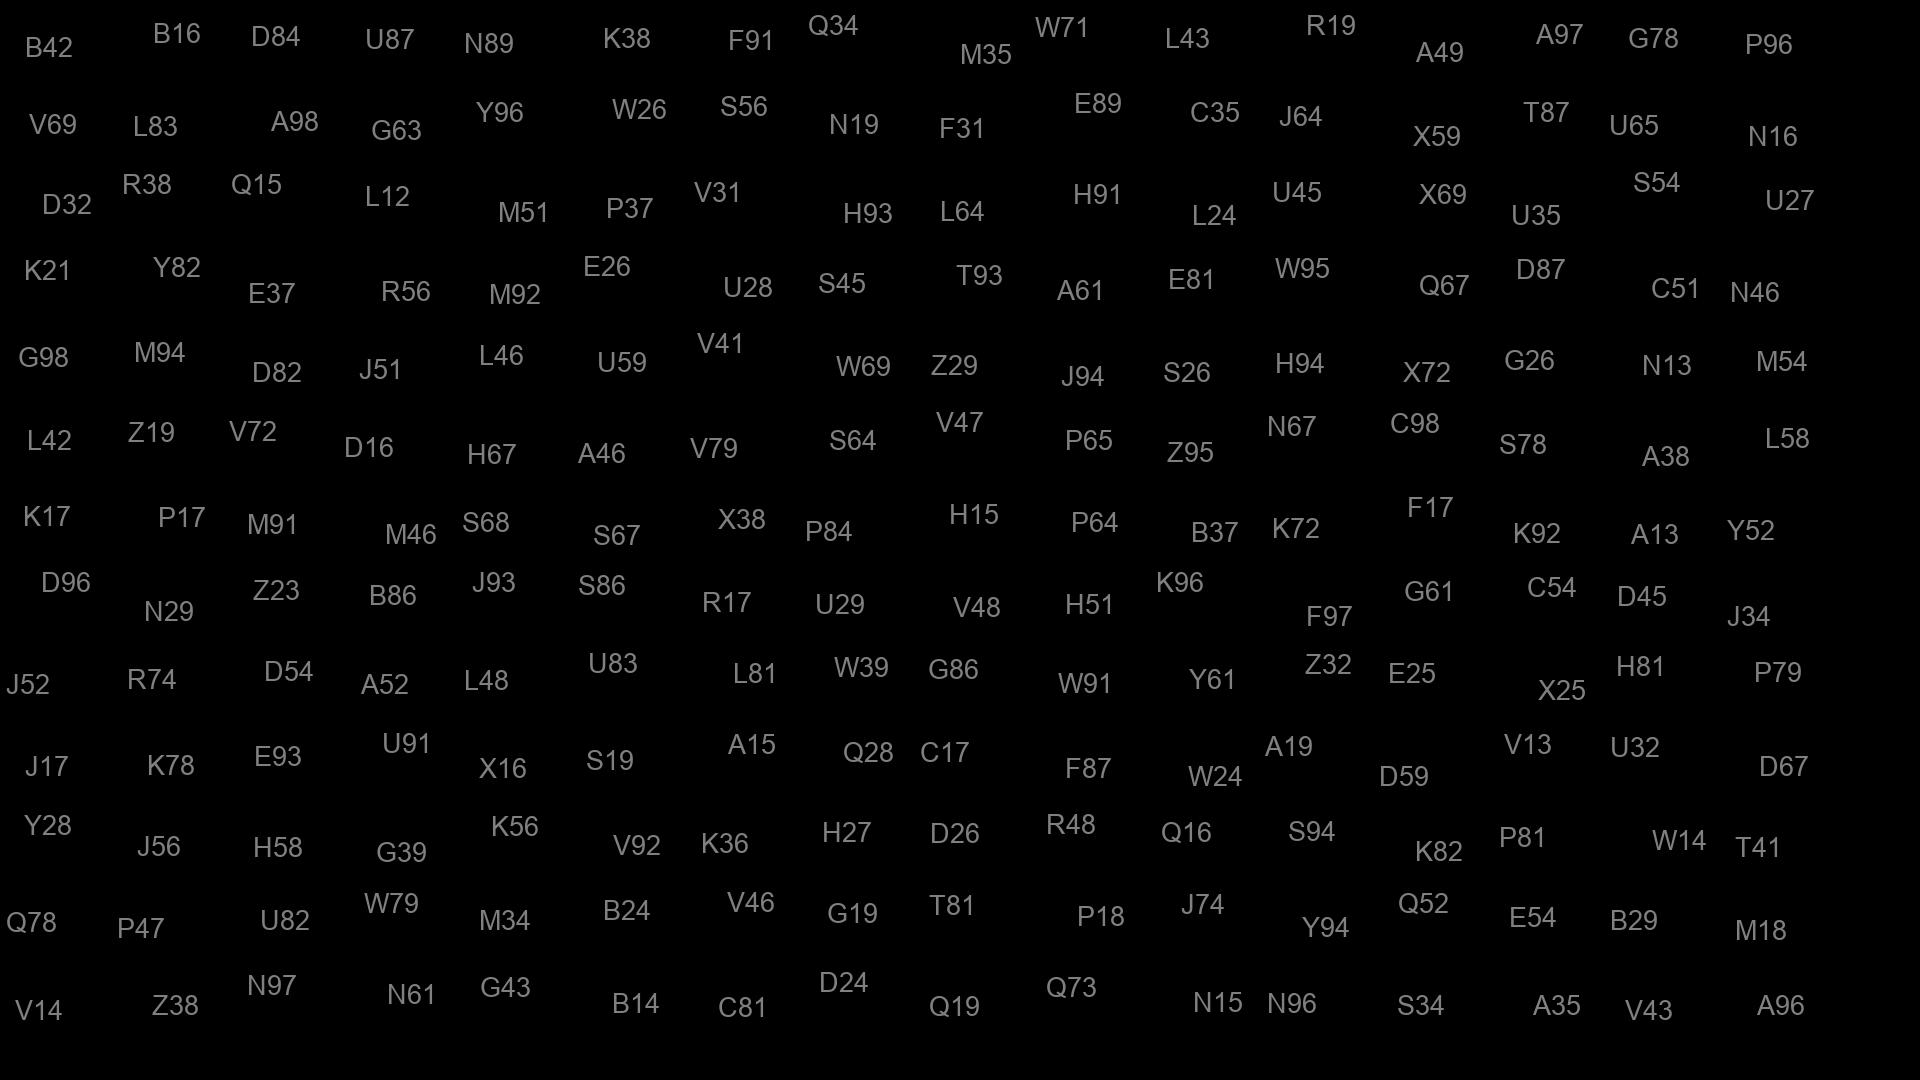 B42 B16 D84 U87 N89 K38 F91 Q34 M35 W71 L43 R19 A49 A97 G78 P96
V69 L83 A98 G63 Y96 W26 S56 N19 F31 E89 C35 J64 X59 T87 U65 N16
D32 R38 Q15 L12 M51 P37 V31 H93 L64 H91 L24 U45 X69 U35 S54 U27
K21 Y82 E37 R56 M92 E26 U28 S45 T93 A61 E81 W95 Q67 D87 C51 N46
G98 M94 D82 J51 L46 U59 V41 W69 Z29 J94 S26 H94 X72 G26 N13 M54
L42 Z19 V72 D16 H67 A46 V79 S64 V47 P65 Z95 N67 C98 S78 A38 L58
K17 P17 M91 M46 S68 S67 X38 P84 H15 P64 B37 K72 F17 K92 A13 Y52
D96 N29 Z23 B86 J93 S86 R17 U29 V48 H51 K96 F97 G61 C54 D45 J34
J52 R74 D54 A52 L48 U83 L81 W39 G86 W91 Y61 Z32 E25 X25 H81 P79
J17 K78 E93 U91 X16 S19 A15 Q28 C17 F87 W24 A19 D59 V13 U32 D67
Y28 J56 H58 G39 K56 V92 K36 H27 D26 R48 Q16 S94 K82 P81 W14 T41
Q78 P47 U82 W79 M34 B24 V46 G19 T81 P18 J74 Y94 Q52 E54 B29 M18
V14 Z38 N97 N61 G43 B14 C81 D24 Q19 Q73 N15 N96 S34 A35 V43 A96